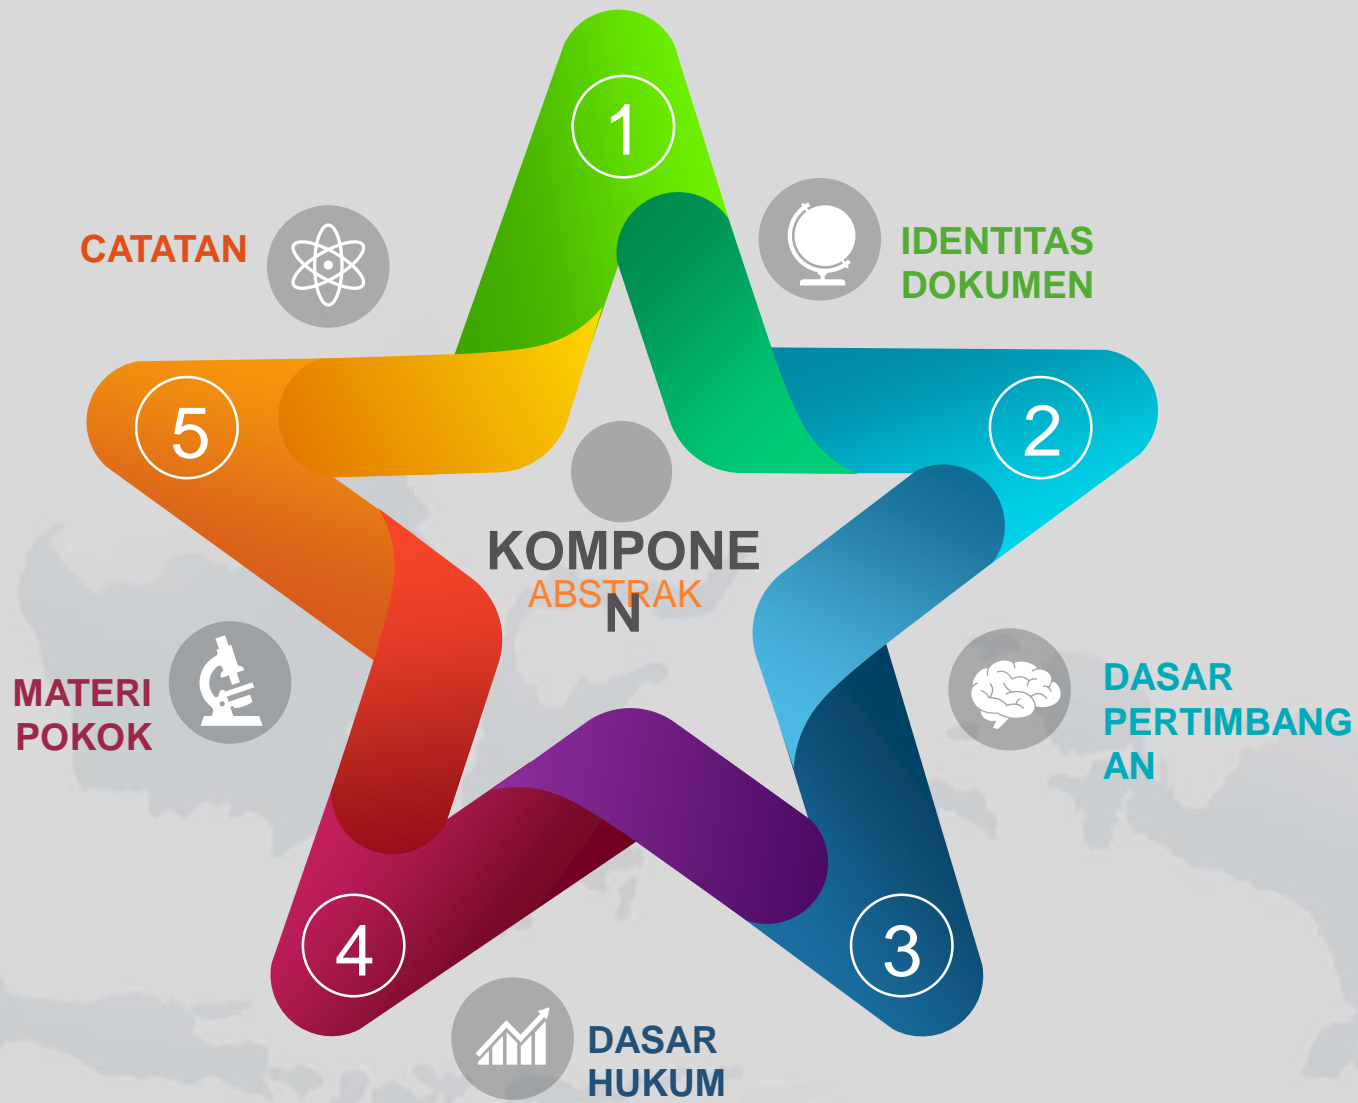 1
IDENTITAS
DOKUMEN
CATATAN
2
5
KOMPONE
N
ABSTRAK
DASAR
PERTIMBANG
AN
MATERI
POKOK
3
4
DASAR
HUKUM